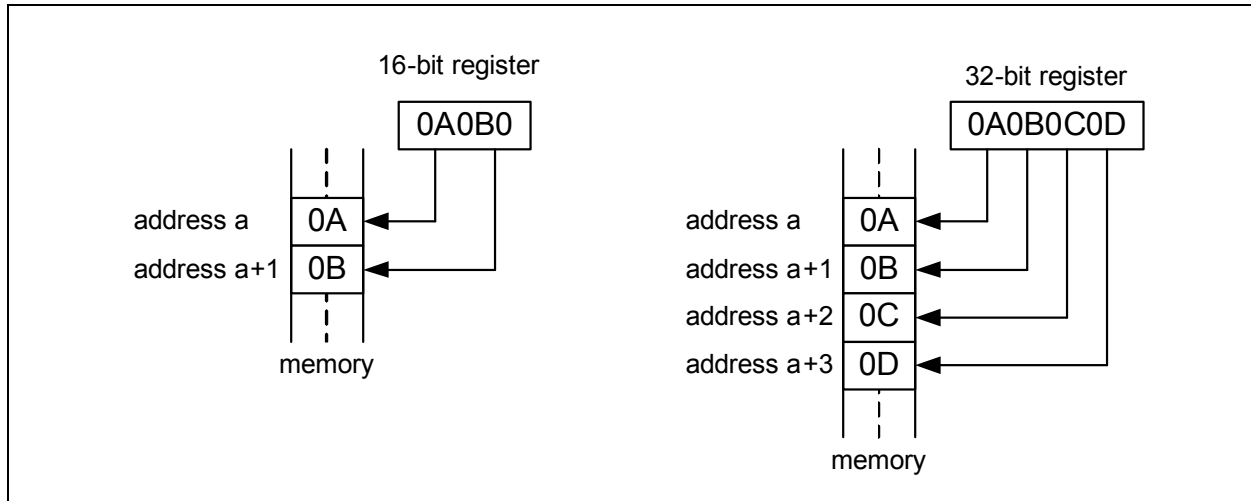 16-bit register
0A0B0
address a
0A
address a+1
0B
memory
32-bit register
0A0B0C0D
address a
0A
address a+1
0B
address a+2
0C
address a+3
0D
memory